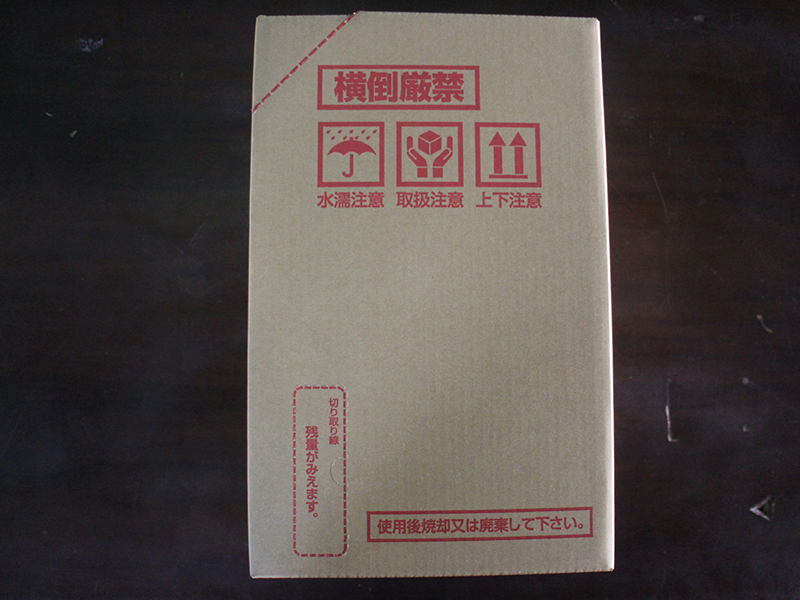 横倒厳禁
水濡注意 取扱注意 上下注意
切り取り線
残量がみえます。
使用後焼却又は廃棄して下さい。